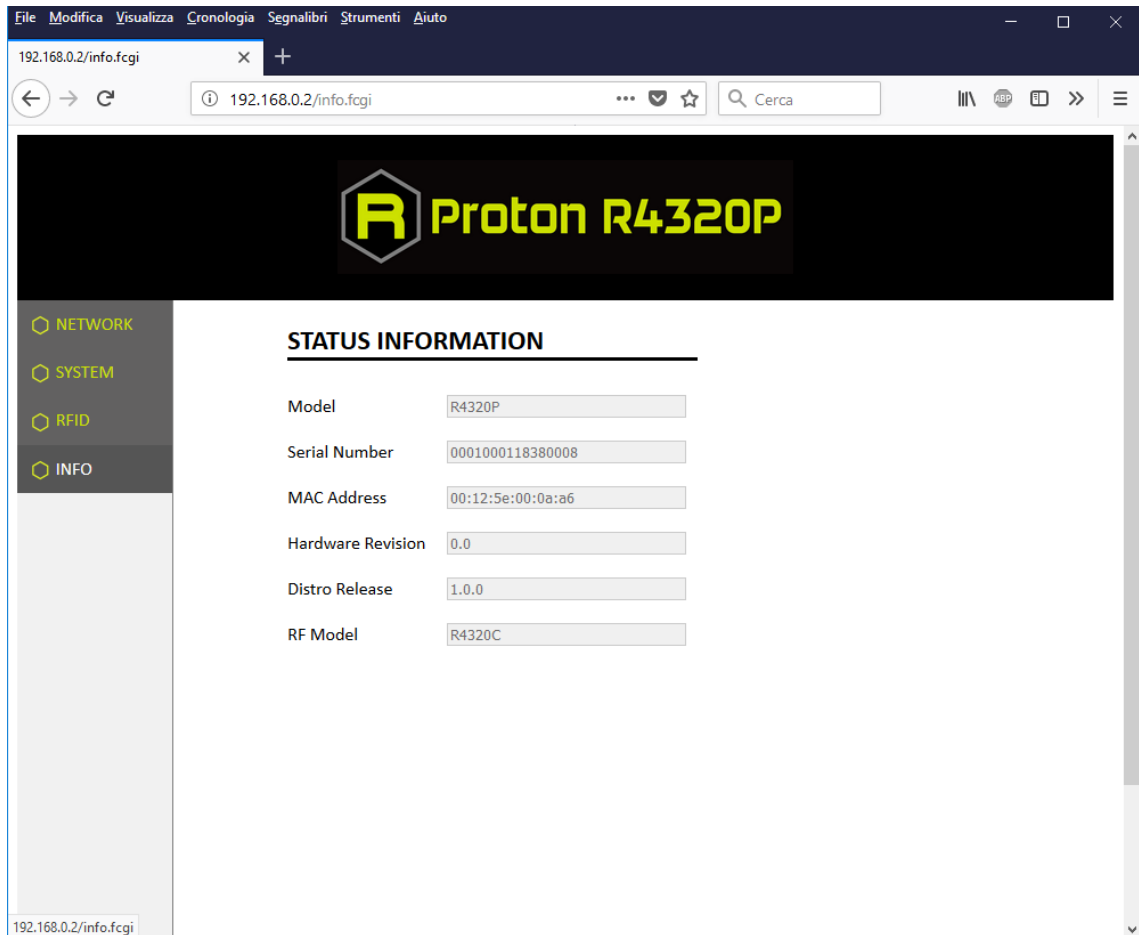 File Modifica Visualizza Cronologia Segnalibri Strumenti Aiuto
192.168.0.2/info.fcgi
192.168.0.2/info.fcgi
Cerca
ABP
R Proton R4320P
NETWORK
SYSTEM
RFID
INFO
STATUS INFORMATION
Model R4320P
Serial Number 0001000118380008
MAC Address 00:12:5e:00:0a:a6
Hardware Revision 0.0
Distro Release 1.0.0
RF Model R4320C
192.168.0.2/info.fcgi